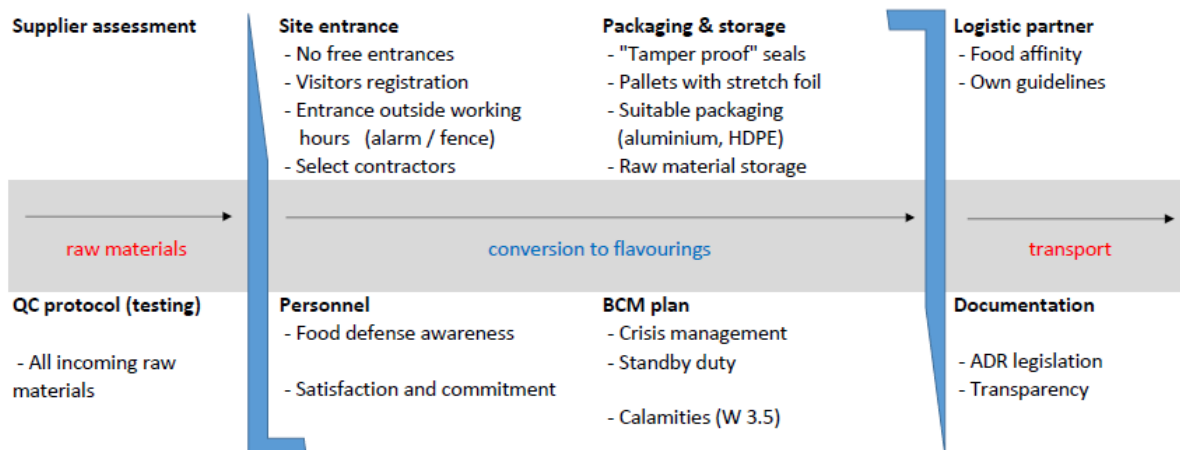 Supplier assessment
Site entrance
- No free entrances
- Visitors registration
- Entrance outside working
hours (alarm / fence)
- Select contractors
Packaging & storage
- "Tamper proof" seals
- Pallets with stretch foil
- Suitable packaging
(aluminium, HDPE)
- Raw material storage
Logistic partner
- Food affinity
- Own guidelines
raw materials
conversion to flavourings
transport
QC protocol (testing)
- All incoming raw
materials
Personnel
- Food defense awareness
- Satisfaction and commitment
BCM plan
- Crisis management
- Standby duty
- Calamities (W 3.5)
Documentation
- ADR legislation
- Transparency